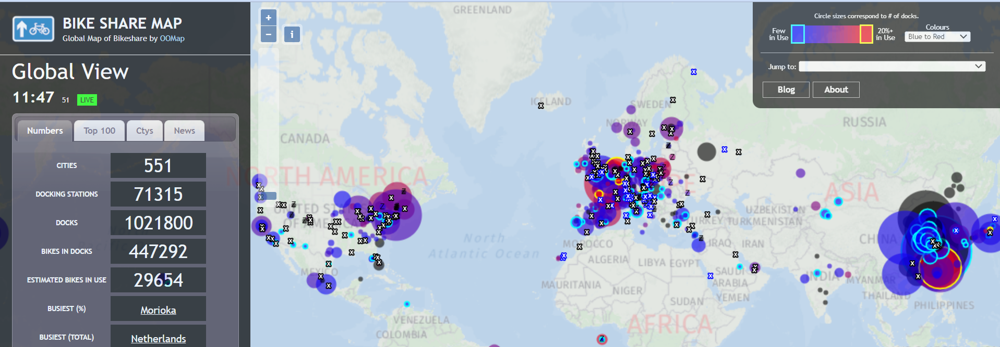 BIKE SHARE MAP
Global Map of Bikeshare by OOMap
Global View
11:47 51 LIVE
Numbers
Top 100
Ctys
News
CITIES 551
DOCKING STATIONS 71315
DOCKS 1021800
BIKES IN DOCKS 447292
ESTIMATED BIKES IN USE 29654
BUSIEST (%) Morioka
BUSIEST (TOTAL) Netherlands
+
−
i
Circle sizes correspond to # of docks.
Few
in Use
20%+
in Use
Colours
Blue to Red
Jump to:
Blog
About
GREENLAND
ICELAND
SWEDEN
NORWAY
RUSSIA
CANADA
NORTH AMERICA
ASIA
UZBEKISTAN
TURKMENISTAN
CHINA
IRAQ
IRAN
North
Atlantic Ocean
MOROCCO
ALGERIA
LIBYA
EGYPT
MEXICO
SAUDI
ARABIA
INDIA
MYANMAR
MAURITANIA
NIGER
SUDAN
YEMEN
THAILAND
PHILIPPINES
VENEZUELA
COLOMBIA
AFRICA